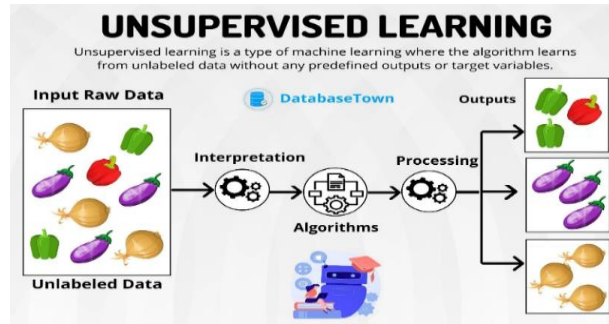 UNSUPERVISED LEARNING
Unsupervised learning is a type of machine learning where the algorithm learns
from unlabeled data without any predefined outputs or target variables.
Input Raw Data
DatabaseTown
Outputs
Interpretation
Processing
Algorithms
Unlabeled Data